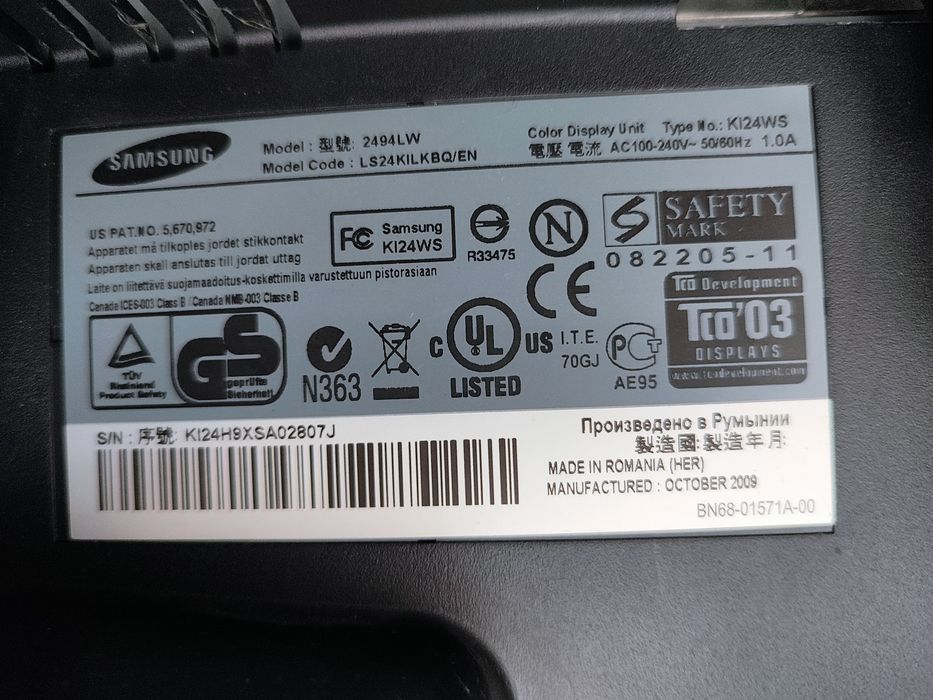 SAMSUNG
Model : 型號: 2494LW
Model Code : LS24KILKBQ/EN
Color Display Unit Type No.: KI24WS
電壓 電流 AC100-240V~ 50/60Hz 1.0A
US PAT.NO. 5,670,972
Apparatet må tilkoples jordet stikkontakt
Apparaten skall anslutas till jordat uttag
Laite on liitettävä suojamaadoitus-koskettimilla varustettuun pistorasiaan
Canada ICES-003 Class B / Canada NMB-003 Classe B
FC Samsung
KI24WS
R33475
N
S SAFETY
MARK
082205-11
CE
TÜV
Rheinland
Product Safety
GS
geprüfte
Sicherheit
N363
C UL US
LISTED
I.T.E.
70GJ
PCT
AE95
TCO Development
TCO'03
DISPLAYS
www.tcodevelopment.com
S/N : 序號: KI24H9XSA02807J
Произведено в Румынии
製造國 製造年月
MADE IN ROMANIA (HER)
MANUFACTURED : OCTOBER 2009
BN68-01571A-00